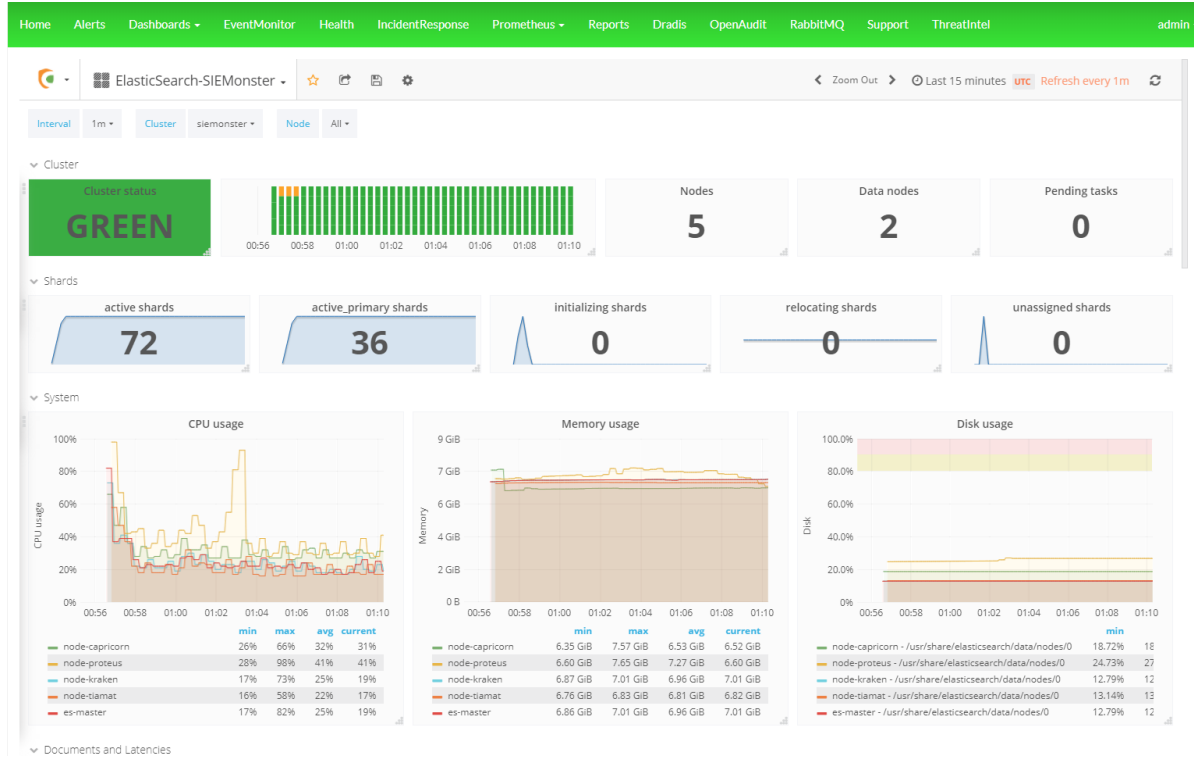 Home Alerts Dashboards EventMonitor Health IncidentResponse Prometheus Reports Dradis OpenAudit RabbitMQ Support ThreatIntel admin
ElasticSearch-SIEMonster Zoom Out Last 15 minutes UTC Refresh every 1m
Interval 1m Cluster siemonster Node All
Cluster
Cluster status
GREEN
00:56 00:58 01:00 01:02 01:04 01:06 01:08 01:10
Nodes
5
Data nodes
2
Pending tasks
0
Shards
active shards
72
active_primary shards
36
initializing shards
0
relocating shards
0
unassigned shards
0
System
CPU usage
CPU usage
100%
80%
60%
40%
20%
0%
00:56 00:58 01:00 01:02 01:04 01:06 01:08 01:10
min max avg current
node-capricorn 26% 66% 32% 31%
node-proteus 28% 98% 41% 41%
node-kraken 17% 73% 25% 19%
node-tiamat 16% 58% 22% 17%
es-master 17% 82% 25% 19%
Memory usage
Memory
9 GiB
7 GiB
6 GiB
4 GiB
2 GiB
0 B
00:56 00:58 01:00 01:02 01:04 01:06 01:08 01:10
min max avg current
node-capricorn 6.35 GiB 7.57 GiB 6.53 GiB 6.52 GiB
node-proteus 6.60 GiB 7.65 GiB 7.27 GiB 6.60 GiB
node-kraken 6.87 GiB 7.01 GiB 6.96 GiB 7.01 GiB
node-tiamat 6.76 GiB 6.83 GiB 6.81 GiB 6.82 GiB
es-master 6.86 GiB 7.01 GiB 6.96 GiB 7.01 GiB
Disk usage
Disk
100.0%
80.0%
60.0%
40.0%
20.0%
0%
00:56 00:58 01:00 01:02 01:04 01:06 01:08 01:10
min
node-capricorn - /usr/share/elasticsearch/data/nodes/0 18.72% 18
node-proteus - /usr/share/elasticsearch/data/nodes/0 24.73% 27
node-kraken - /usr/share/elasticsearch/data/nodes/0 12.79% 12
node-tiamat - /usr/share/elasticsearch/data/nodes/0 13.14% 13
es-master - /usr/share/elasticsearch/data/nodes/0 12.79% 12
Documents and Latencies